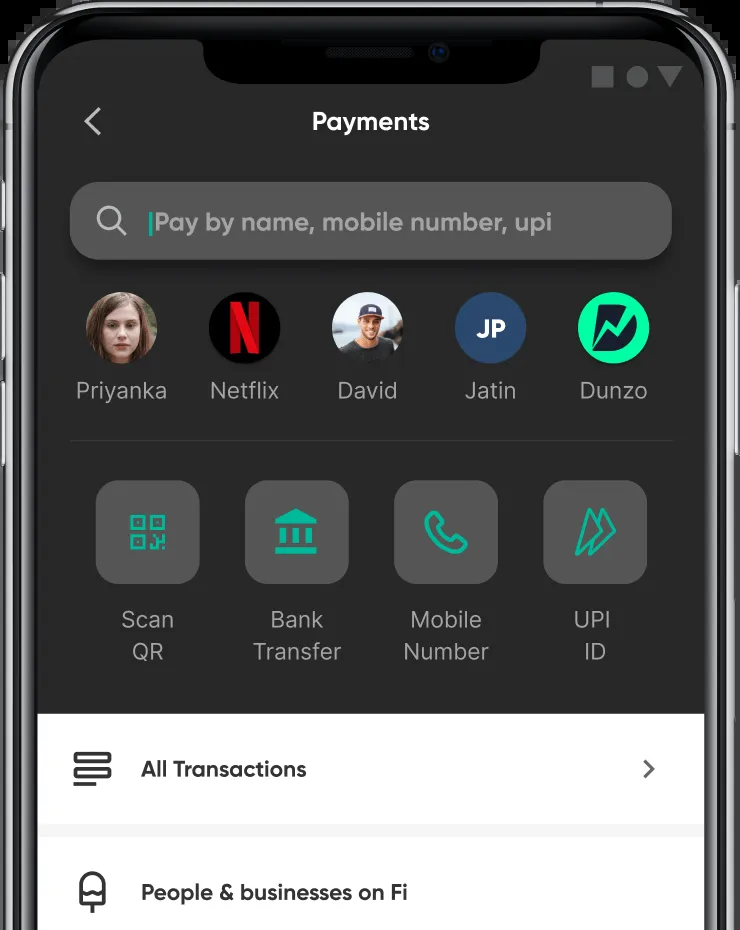 Payments
Pay by name, mobile number, upi
N
JP
Priyanka
Netflix
David
Jatin
Dunzo
Scan
QR
Bank
Transfer
Mobile
Number
UPI
ID
All Transactions
People & businesses on Fi